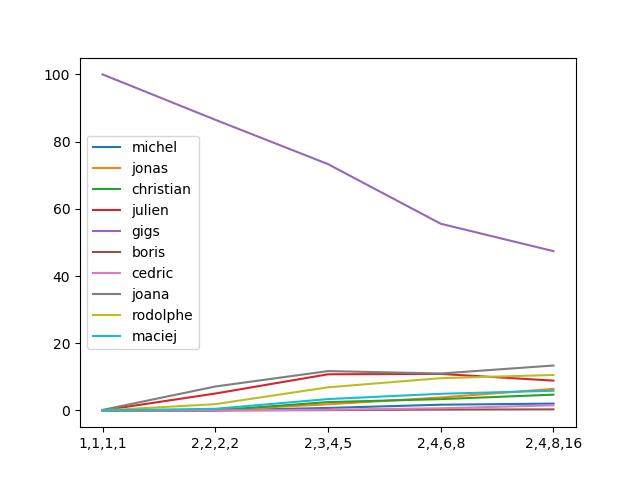 100
80
60
40
20
0
michel
jonas
christian
julien
gigs
boris
cedric
joana
rodolphe
maciej
1,1,1,1 2,2,2,2 2,3,4,5 2,4,6,8 2,4,8,16